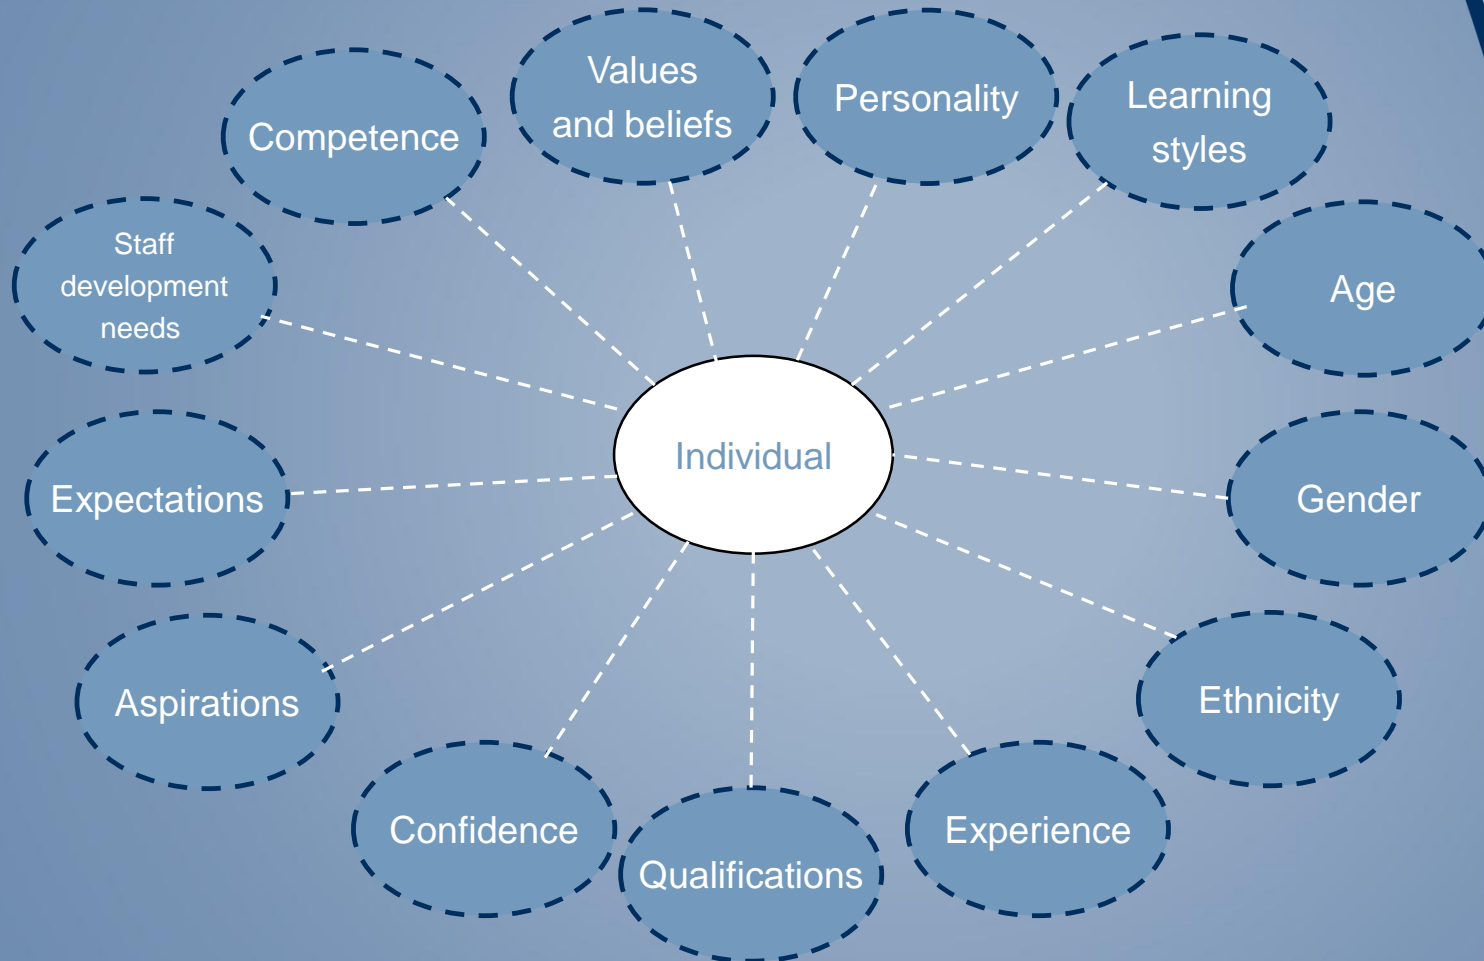 Values
and beliefs
Personality
Learning
styles
Competence
Staff
development
needs
Age
Individual
Expectations
Gender
Aspirations
Ethnicity
Confidence
Experience
Qualifications